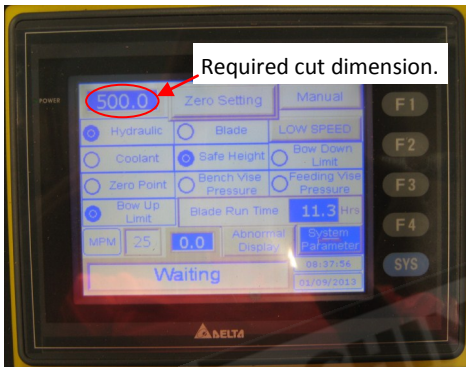 Required cut dimension.
POWER
500.0 Zero Setting Manual
F1
Hydraulic Blade LOW SPEED
F2
Coolant Safe Height Bow Down Limit
Zero Point Bench Vise Pressure Feeding Vise Pressure
F3
Bow Up Limit Blade Run Time 11.3 Hrs
F4
MPM 25. 0.0 Abnormal Display System Parameter
Waiting 08:37:56
SYS
01/09/2013
DELTA